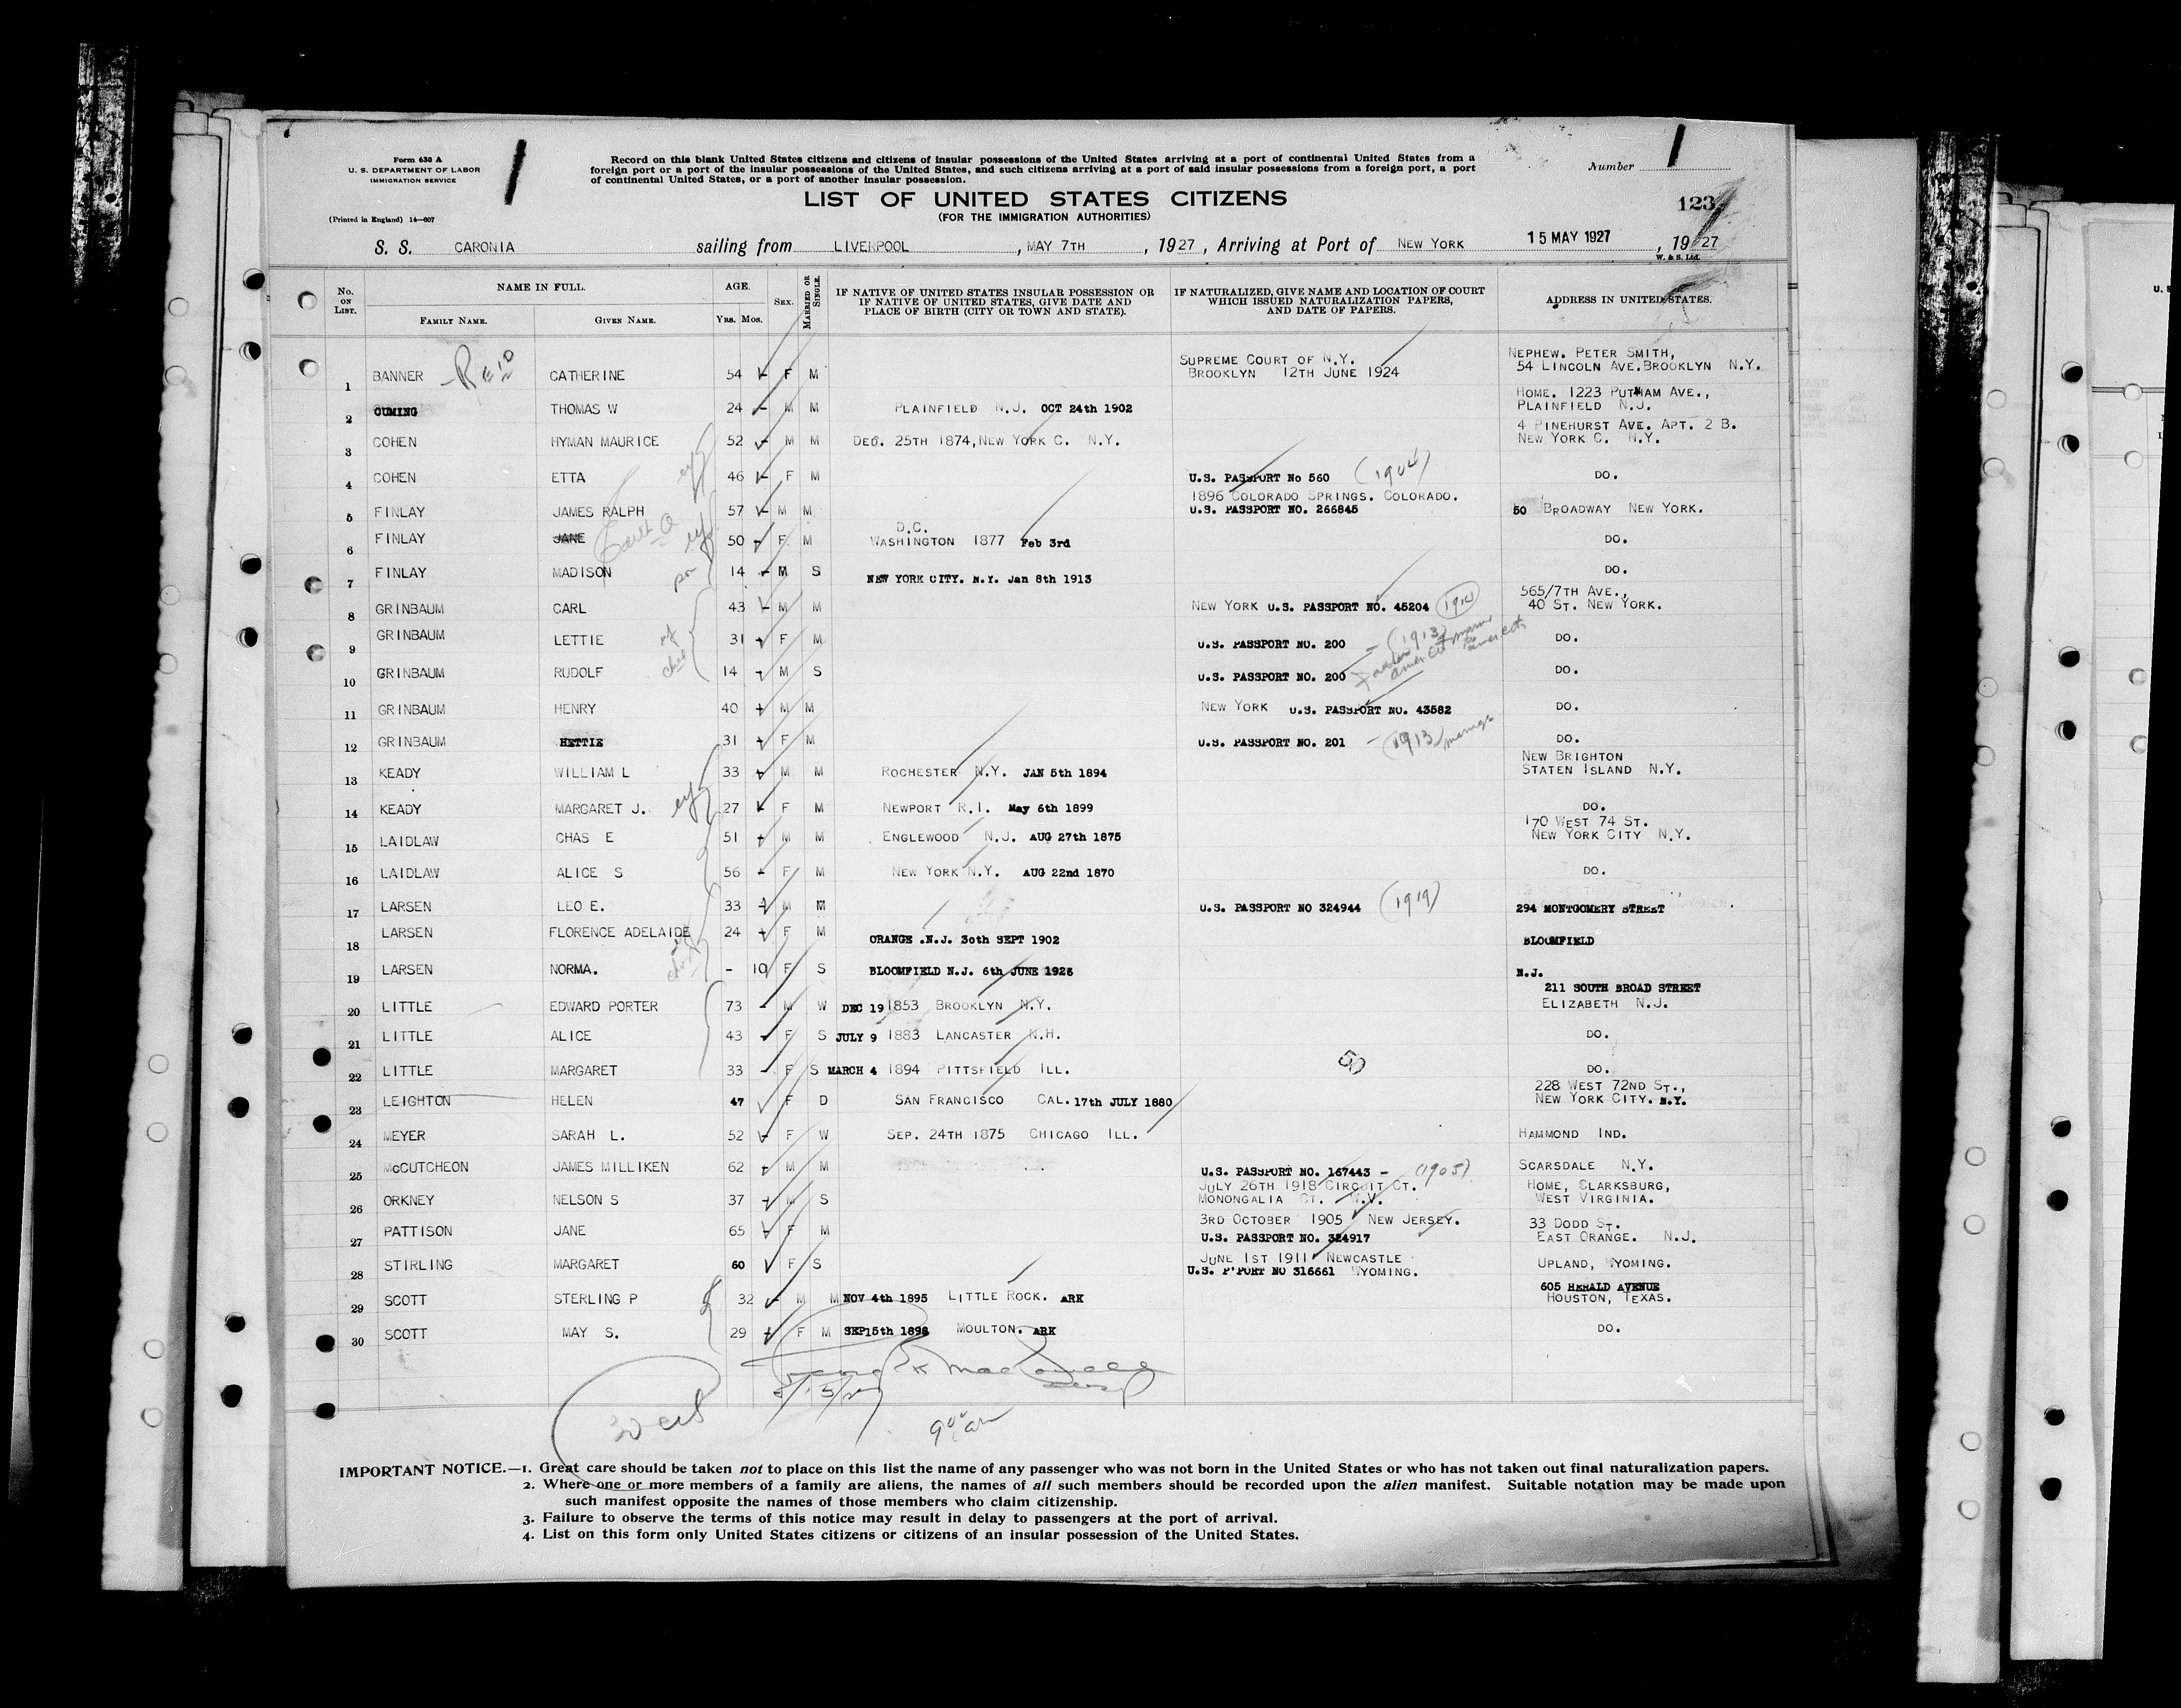 Form 630 A
U. S. DEPARTMENT OF LABOR
IMMIGRATION SERVICE
(Printed in England) 14—607
Record on this blank United States citizens and citizens of insular possessions of the United States arriving at a port of continental United States from a
foreign port or a port of the insular possessions of the United States, and such citizens arriving at a port of said insular possessions from a foreign port, a port
of continental United States, or a port of another insular possession.
Number 1
LIST OF UNITED STATES CITIZENS
(FOR THE IMMIGRATION AUTHORITIES)
123
S. S. CARONIA sailing from LIVERPOOL, MAY 7TH, 1927, Arriving at Port of NEW YORK 15 MAY 1927, 1927
W. & S. Ltd.
No. ON LIST. NAME IN FULL. FAMILY NAME. GIVEN NAME. AGE. YRS. MOS. SEX. MARRIED OR SINGLE. IF NATIVE OF UNITED STATES INSULAR POSSESSION OR IF NATIVE OF UNITED STATES, GIVE DATE AND PLACE OF BIRTH (CITY OR TOWN AND STATE). IF NATURALIZED, GIVE NAME AND LOCATION OF COURT WHICH ISSUED NATURALIZATION PAPERS, AND DATE OF PAPERS. ADDRESS IN UNITED STATES.
1 BANNER - REID CATHERINE 54 F M SUPREME COURT OF N.Y. BROOKLYN 12TH JUNE 1924 NEPHEW. PETER SMITH, 54 LINCOLN AVE. BROOKLYN N.Y.
2 CUMING THOMAS W 24 M M PLAINFIELD N.J. OCT 24th 1902 HOME. 1223 PUTNAM AVE., PLAINFIELD N.J.
3 COHEN HYMAN MAURICE 52 M M DEC. 25TH 1874, NEW YORK C. N.Y. 4 PINEHURST AVE. APT. 2 B. NEW YORK C. N.Y.
4 COHEN ETTA 46 F M U.S. PASSPORT No 560 (1904) DO.
5 FINLAY JAMES RALPH 57 M M 1896 COLORADO SPRINGS. COLORADO. U.S. PASSPORT NO. 266845 50 BROADWAY NEW YORK.
6 FINLAY JANE 50 F M D.C. WASHINGTON 1877 Feb 3rd DO.
7 FINLAY MADISON 14 M S NEW YORK CITY. N.Y. Jan 8th 1913 DO.
8 GRINBAUM CARL 43 M M NEW YORK U.S. PASSPORT NO. 45204 565/7TH AVE., 40 ST. NEW YORK.
9 GRINBAUM LETTIE 31 F M U.S. PASSPORT NO. 200 - (1913) DO.
10 GRINBAUM RUDOLF 14 M S U.S. PASSPORT NO. 200 DO.
11 GRINBAUM HENRY 40 M M NEW YORK U.S. PASSPORT NO. 43582 DO.
12 GRINBAUM HETTIE 31 F M U.S. PASSPORT NO. 201 - (1913) marriage DO.
13 KEADY WILLIAM L 33 M M ROCHESTER N.Y. JAN 5th 1894 NEW BRIGHTON STATEN ISLAND N.Y.
14 KEADY MARGARET J. 27 F M NEWPORT R.I. May 6th 1899 DO.
15 LAIDLAW CHAS E 51 M M ENGLEWOOD N.J. AUG 27th 1875 170 WEST 74 ST. NEW YORK CITY N.Y.
16 LAIDLAW ALICE S 56 F M NEW YORK N.Y. AUG 22nd 1870 DO.
17 LARSEN LEO E. 33 M M U.S. PASSPORT NO 324944 (1919) 294 MONTGOMERY STREET
18 LARSEN FLORENCE ADELAIDE 24 F M ORANGE .N.J. 30th SEPT 1902 BLOOMFIELD
19 LARSEN NORMA. - 10 F S BLOOMFIELD N.J. 6th JUNE 1926 N.J.
20 LITTLE EDWARD PORTER 73 M W DEC 19 1853 BROOKLYN N.Y. 211 SOUTH BROAD STREET ELIZABETH N.J.
21 LITTLE ALICE 43 F S JULY 9 1883 LANCASTER N.H. DO.
22 LITTLE MARGARET 33 F S MARCH 4 1894 PITTSFIELD ILL. DO.
23 LEIGHTON HELEN 47 F D SAN FRANCISCO CAL. 17th JULY 1880 228 WEST 72ND ST., NEW YORK CITY. N.Y.
24 MEYER SARAH L. 52 F W SEP. 24TH 1875 CHICAGO ILL. HAMMOND IND.
25 McCUTCHEON JAMES MILLIKEN 62 M M U.S. PASSPORT NO. 167443 - (1905) SCARSDALE N.Y.
26 ORKNEY NELSON S 37 M S JULY 26TH 1918 CIRCUIT CT. MONONGALIA CT. W.V. HOME, CLARKSBURG, WEST VIRGINIA.
27 PATTISON JANE 65 F M 3RD OCTOBER 1905 NEW JERSEY. U.S. PASSPORT NO. 324917 33 DODD ST. EAST ORANGE. N.J.
28 STIRLING MARGARET 60 F S JUNE 1ST 1911 NEWCASTLE U.S. P'PORT NO 316661 WYOMING. UPLAND, WYOMING.
29 SCOTT STERLING P 32 M M NOV 4th 1895 LITTLE ROCK. ARK 605 HERALD AVENUE HOUSTON, TEXAS.
30 SCOTT MAY S. 29 F M SEP 15th 1898 MOULTON. ARK DO.
IMPORTANT NOTICE.—1. Great care should be taken not to place on this list the name of any passenger who was not born in the United States or who has not taken out final naturalization papers.
2. Where one or more members of a family are aliens, the names of all such members should be recorded upon the alien manifest. Suitable notation may be made upon
such manifest opposite the names of those members who claim citizenship.
3. Failure to observe the terms of this notice may result in delay to passengers at the port of arrival.
4. List on this form only United States citizens or citizens of an insular possession of the United States.